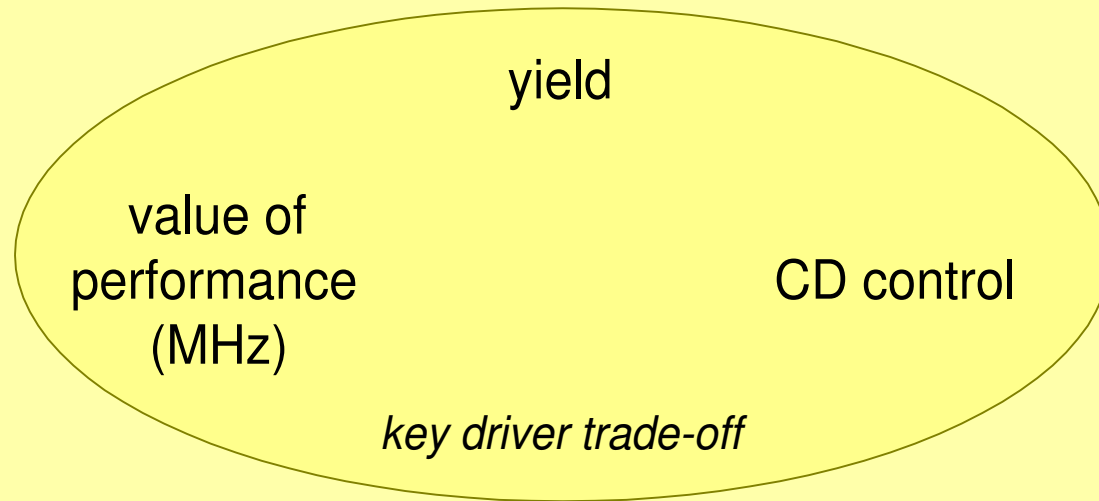 yield
value of
performance
(MHz)
CD control
key driver trade-off